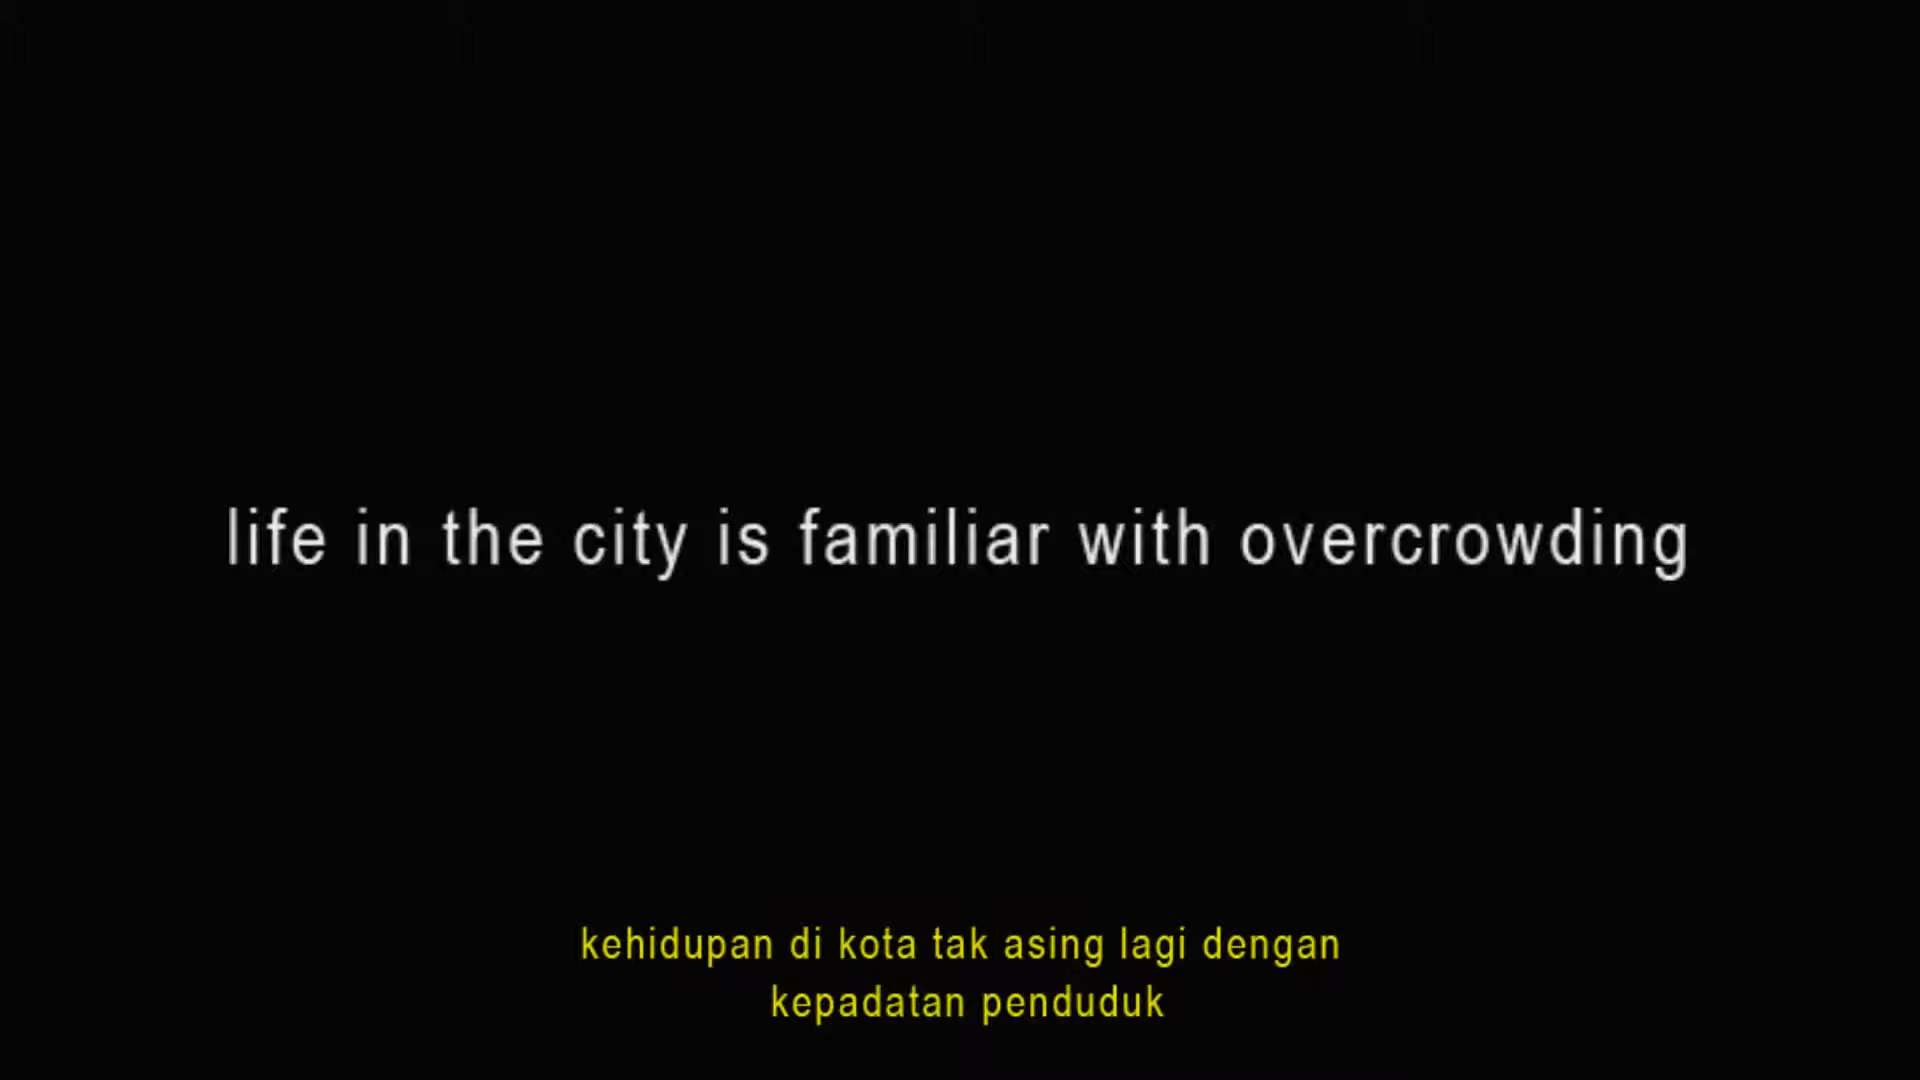 life in the city is familiar with overcrowding
kehidupan di kota tak asing lagi dengan
kepadatan penduduk